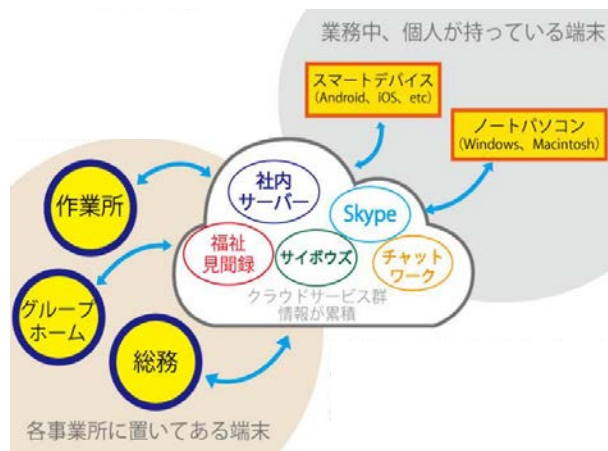 業務中、個人が持っている端末
スマートデバイス
(Android、iOS、etc)
ノートパソコン
(Windows、Macintosh)
社内
サーバー
Skype
福祉
見聞録
サイボウズ
チャット
ワーク
クラウドサービス群
情報が累積
作業所
グループ
ホーム
総務
各事業所に置いてある端末